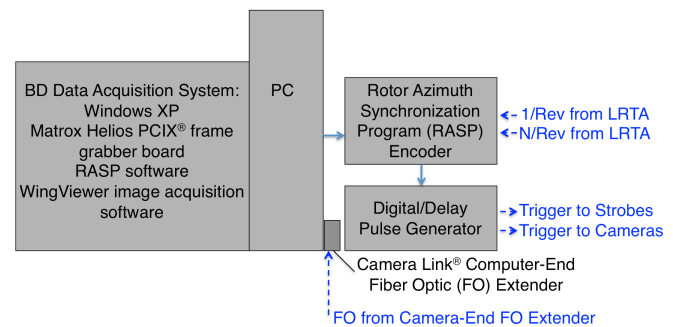 BD Data Acquisition System:
Windows XP
Matrox Helios PCIX® frame
grabber board
RASP software
WingViewer image acquisition
software
PC
Rotor Azimuth
Synchronization
Program (RASP)
Encoder
1/Rev from LRTA
N/Rev from LRTA
Digital/Delay
Pulse Generator
Trigger to Strobes
Trigger to Cameras
Camera Link® Computer-End
Fiber Optic (FO) Extender
FO from Camera-End FO Extender